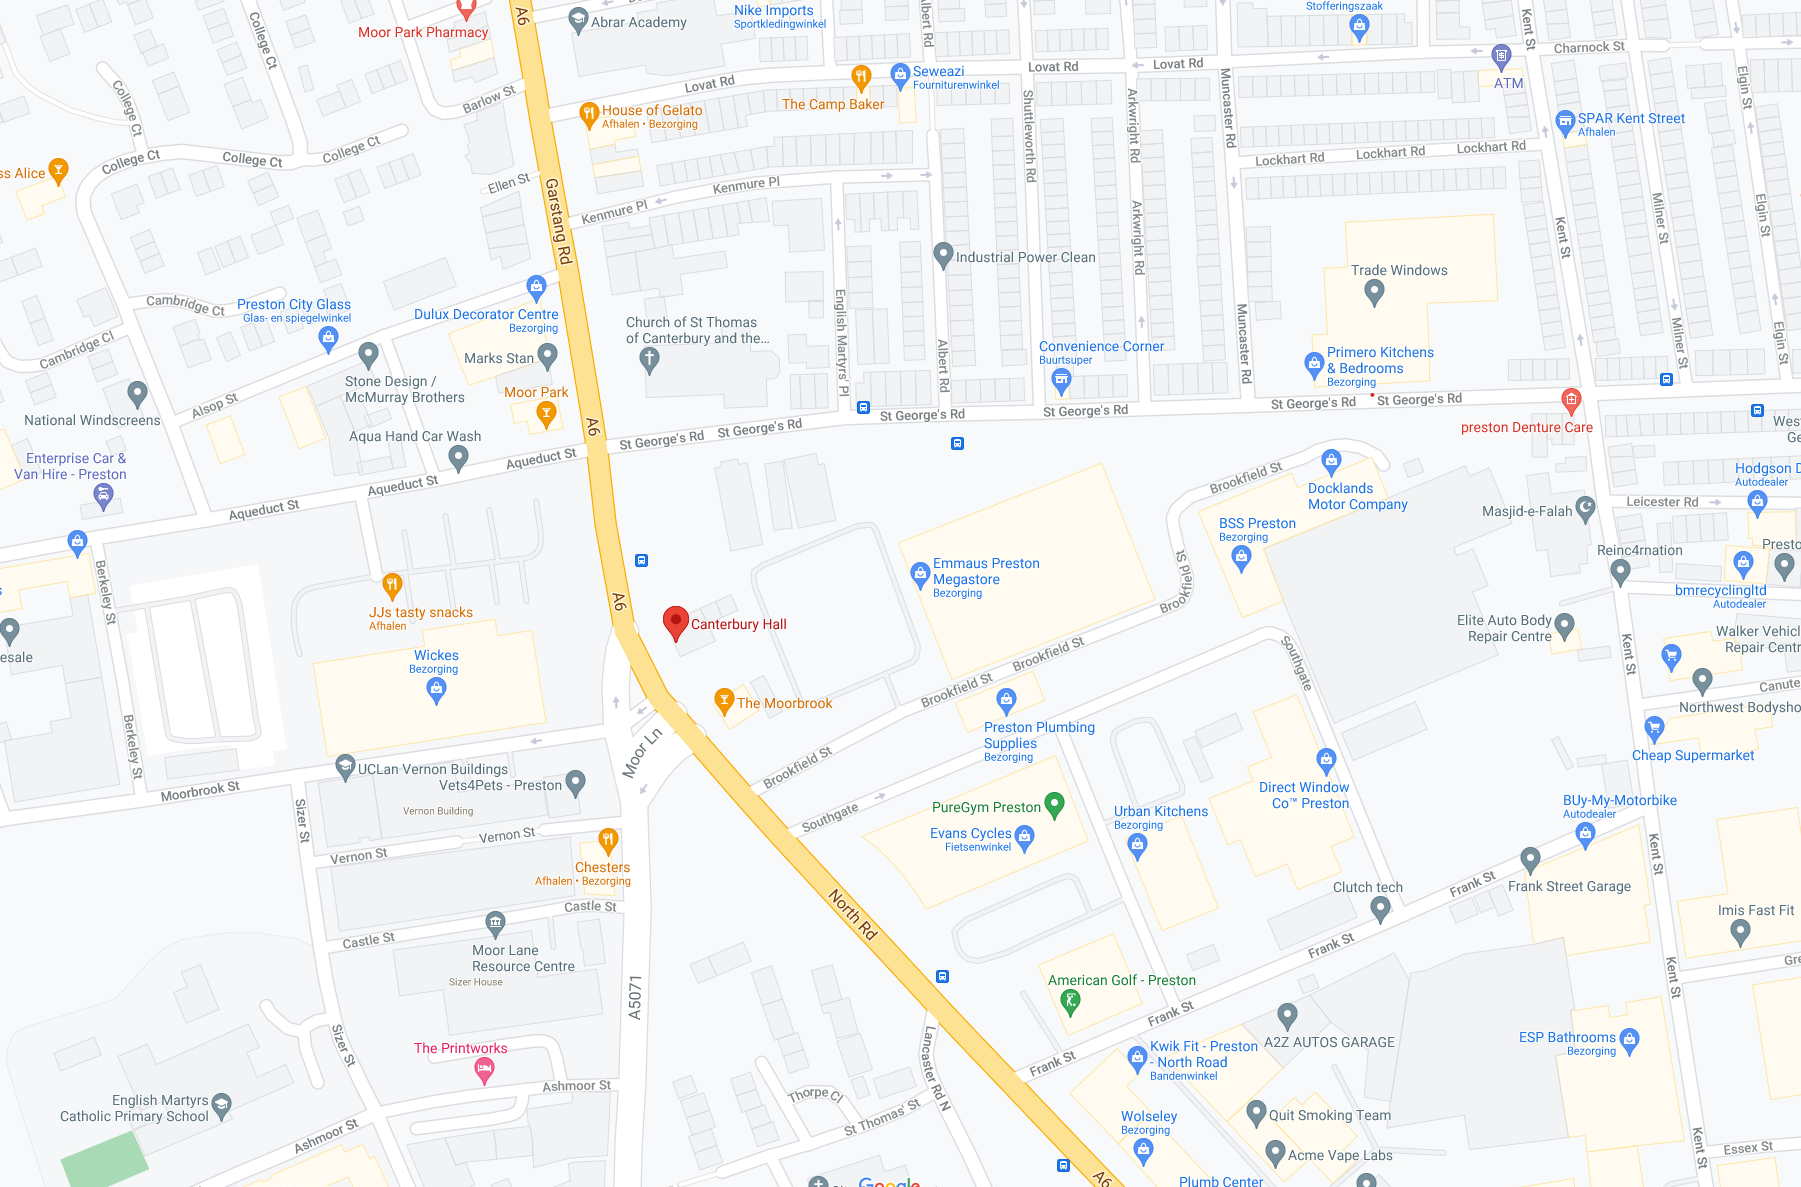 A6
Abrar Academy
Nike Imports
Sportkledingwinkel
Albert Rd
Stofferingszaak
Kent St
Charnock St
College Ct
Moor Park Pharmacy
Lovat Rd
Lovat Rd
Lovat Rd
Seweazi
Fourniturenwinkel
The Camp Baker
ATM
Elgin St
College Ct
Barlow St
House of Gelato
Afhalen • Bezorging
Shuttleworth Rd
Arkwright Rd
Muncaster Rd
SPAR Kent Street
Afhalen
College Ct
College Ct
College Ct
Lockhart Rd
Lockhart Rd
Lockhart Rd
ss Alice
Ellen St
Garstang Rd
Kenmure Pl
Kenmure Pl
Arkwright Rd
Kent St
Milner St
Elgin St
Industrial Power Clean
Trade Windows
Cambridge Ct
Preston City Glass
Glas- en spiegelwinkel
Dulux Decorator Centre
Bezorging
Church of St Thomas
of Canterbury and the...
English Martyrs' Pl
Albert Rd
Muncaster Rd
Milner St
Elgin St
Cambridge Cl
Marks Stan
Convenience Corner
Buurtsuper
Primero Kitchens
& Bedrooms
Bezorging
Stone Design /
McMurray Brothers
Moor Park
Alsop St
National Windscreens
A6
St George's Rd
St George's Rd
St George's Rd
St George's Rd
St George's Rd
St George's Rd
preston Denture Care
West
Ge
Aqua Hand Car Wash
Aqueduct St
Aqueduct St
Aqueduct St
Enterprise Car &
Van Hire - Preston
Brookfield St
Docklands
Motor Company
Hodgson D
Autodealer
Leicester Rd
Masjid-e-Falah
BSS Preston
Bezorging
Reinc4rnation
Presto
Berkeley St
Emmaus Preston
Megastore
Bezorging
Brookfield St
bmrecyclingltd
Autodealer
JJs tasty snacks
Afhalen
A6
Canterbury Hall
Elite Auto Body
Repair Centre
Walker Vehicl
Repair Centr
esale
Wickes
Bezorging
Brookfield St
Southgate
Kent St
Canute
Northwest Bodysho
Brookfield St
The Moorbrook
Preston Plumbing
Supplies
Bezorging
Berkeley St
Moor Ln
Brookfield St
Cheap Supermarket
UCLan Vernon Buildings
Vets4Pets - Preston
Moorbrook St
Vernon Building
Direct Window
Co™ Preston
BUy-My-Motorbike
Autodealer
Sizer St
Southgate
PureGym Preston
Urban Kitchens
Bezorging
Evans Cycles
Fietsenwinkel
Vernon St
Vernon St
Kent St
Chesters
Afhalen • Bezorging
Clutch tech
Frank St
Frank Street Garage
Castle St
North Rd
Imis Fast Fit
Castle St
Moor Lane
Resource Centre
Sizer House
Frank St
Gre
American Golf - Preston
A5071
Kent St
Frank St
A2Z AUTOS GARAGE
ESP Bathrooms
Bezorging
Sizer St
The Printworks
Kwik Fit - Preston
- North Road
Bandenwinkel
Frank St
Lancaster Rd N
Ashmoor St
Thorpe Cl
English Martyrs
Catholic Primary School
Wolseley
Bezorging
Quit Smoking Team
St Thomas' St
Ashmoor St
Acme Vape Labs
Kent St
Essex St
A6
Plumb Center
Google